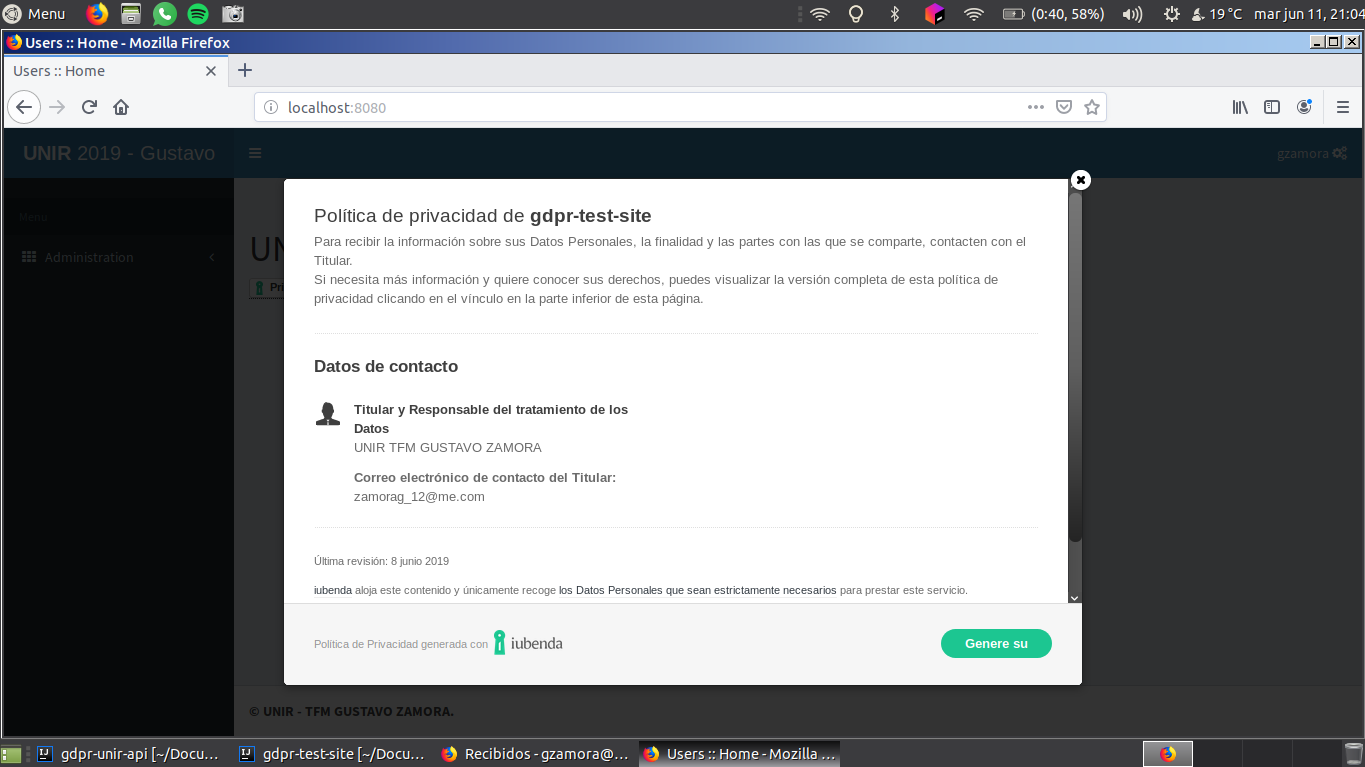 Menu
(0:40, 58%)
19 °C
mar jun 11, 21:04
Users :: Home - Mozilla Firefox
Users :: Home
localhost:8080
UNIR 2019 - Gustavo
gzamora
Menu
Administration
UN
Pri
Política de privacidad de gdpr-test-site
Para recibir la información sobre sus Datos Personales, la finalidad y las partes con las que se comparte, contacten con el
Titular.
Si necesita más información y quiere conocer sus derechos, puedes visualizar la versión completa de esta política de
privacidad clicando en el vínculo en la parte inferior de esta página.
Datos de contacto
Titular y Responsable del tratamiento de los
Datos
UNIR TFM GUSTAVO ZAMORA
Correo electrónico de contacto del Titular:
zamorag_12@me.com
Última revisión: 8 junio 2019
iubenda aloja este contenido y únicamente recoge los Datos Personales que sean estrictamente necesarios para prestar este servicio.
Política de Privacidad generada con iubenda
Genere su
© UNIR - TFM GUSTAVO ZAMORA.
gdpr-unir-api [~/Docu...
gdpr-test-site [~/Docu...
Recibidos - gzamora@...
Users :: Home - Mozilla ...